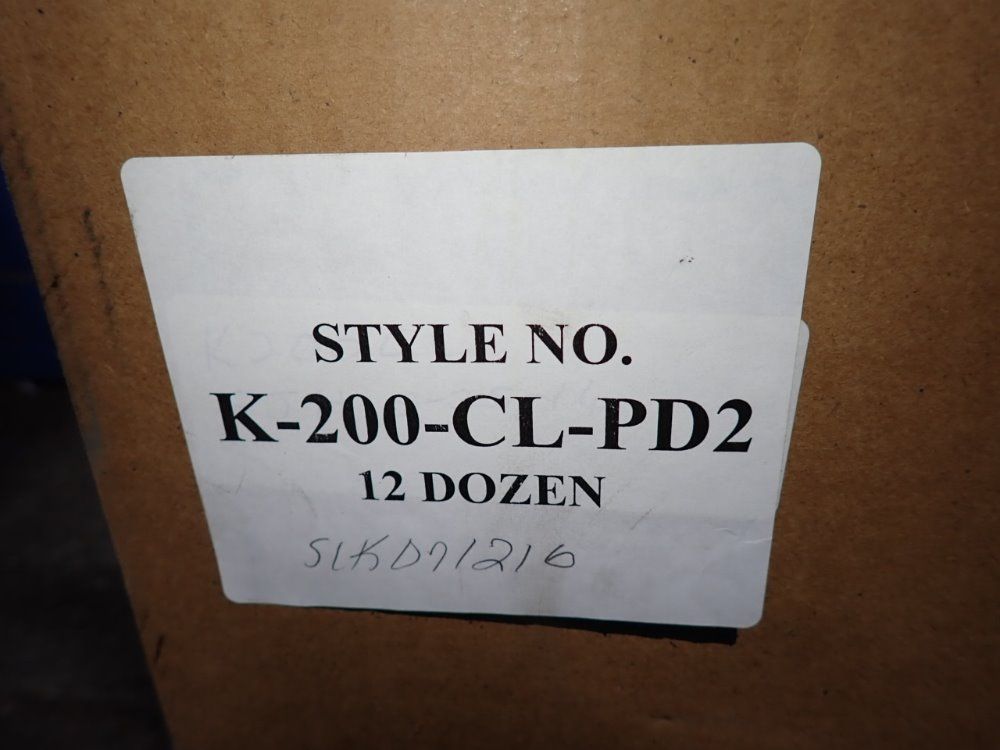 STYLE NO.
K-200-CL-PD2
12 DOZEN
SLKD71216